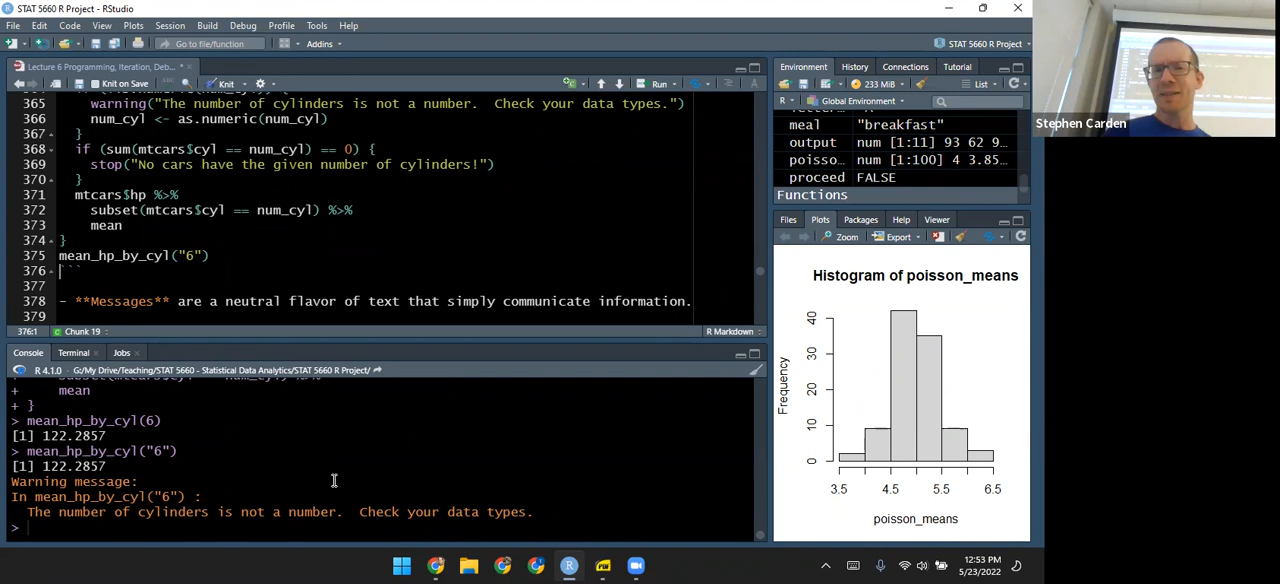 STAT 5660 R Project - RStudio
File Edit Code View Plots Session Build Debug Profile Tools Help
Go to file/function Addins STAT 5660 R Project
Lecture 6 Programming, Iteration, Deb...
Knit on Save Knit Run
365 warning("The number of cylinders is not a number.  Check your data types.")
366 num_cyl <- as.numeric(num_cyl)
367 }
368 if (sum(mtcars$cyl == num_cyl) == 0) {
369 stop("No cars have the given number of cylinders!")
370 }
371 mtcars$hp %>%
372 subset(mtcars$cyl == num_cyl) %>%
373 mean
374 }
375 mean_hp_by_cyl("6")
376 ```
377
378 - **Messages** are a neutral flavor of text that simply communicate information.
379
376:1 Chunk 19 R Markdown
Console Terminal Jobs
R 4.1.0 · G:/My Drive/Teaching/STAT 5660 - Statistical Data Analytics/STAT 5660 R Project/
+ mean
+ }
> mean_hp_by_cyl(6)
[1] 122.2857
> mean_hp_by_cyl("6")
[1] 122.2857
Warning message:
In mean_hp_by_cyl("6") :
The number of cylinders is not a number.  Check your data types.
>
Environment History Connections Tutorial
233 MiB List
R Global Environment
meal "breakfast"
output num [1:11] 93 62 9...
poisso... num [1:100] 4 3.85...
proceed FALSE
Functions
Files Plots Packages Help Viewer
Zoom Export
Histogram of poisson_means
Frequency
40
30
20
10
0
3.5 4.5 5.5 6.5
poisson_means
Stephen Carden
12:53 PM
5/23/2022